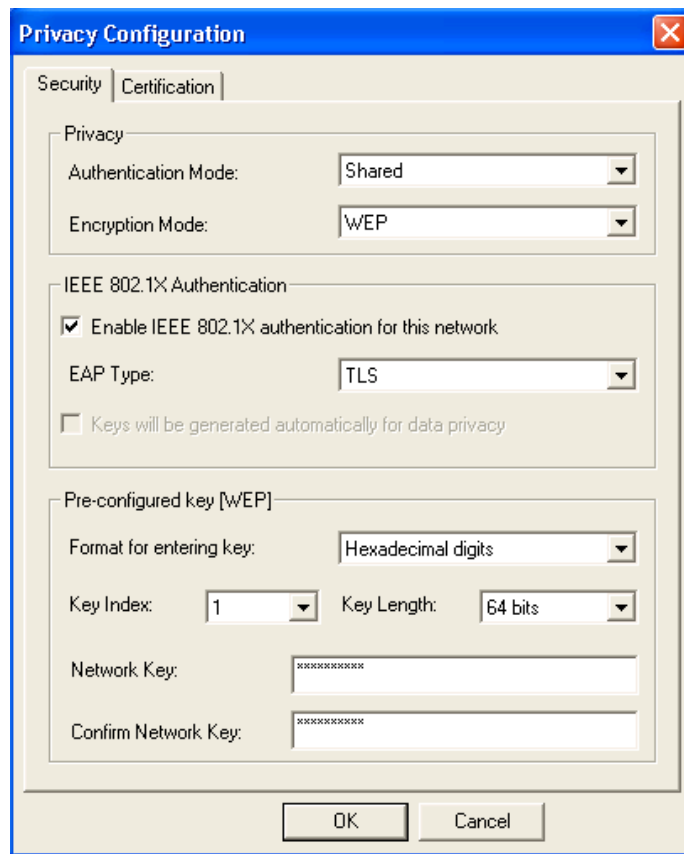 Privacy Configuration
Security Certification
Privacy
Authentication Mode: Shared
Encryption Mode: WEP
IEEE 802.1X Authentication
Enable IEEE 802.1X authentication for this network
EAP Type: TLS
Keys will be generated automatically for data privacy
Pre-configured key [WEP]
Format for entering key: Hexadecimal digits
Key Index: 1 Key Length: 64 bits
Network Key: **********
Confirm Network Key: **********
OK Cancel